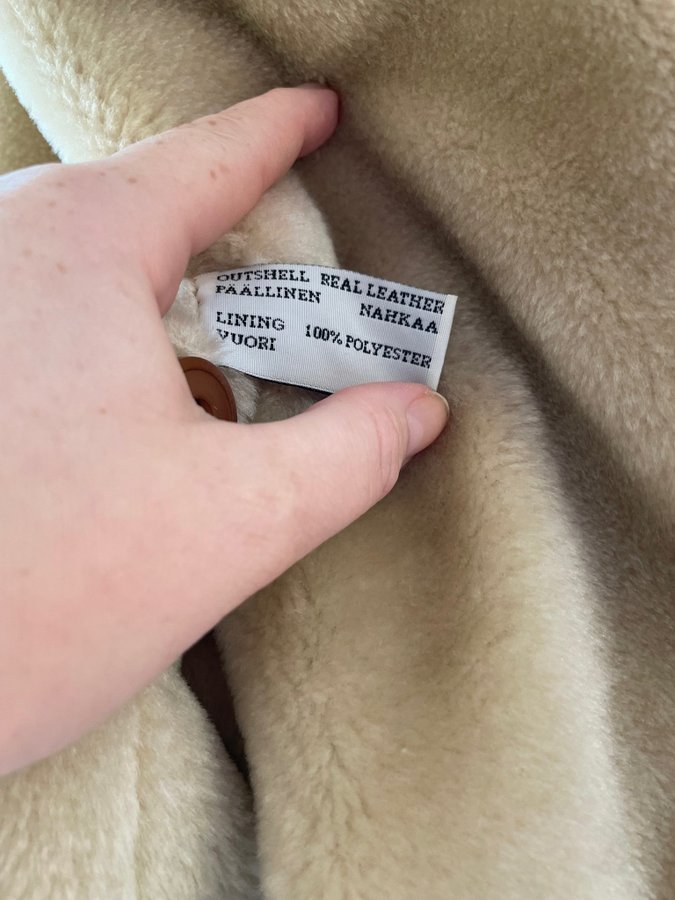 OUTSHELL REAL LEATHER
PÄÄLLINEN NAHKAA
LINING 100% POLYESTER
VUORI